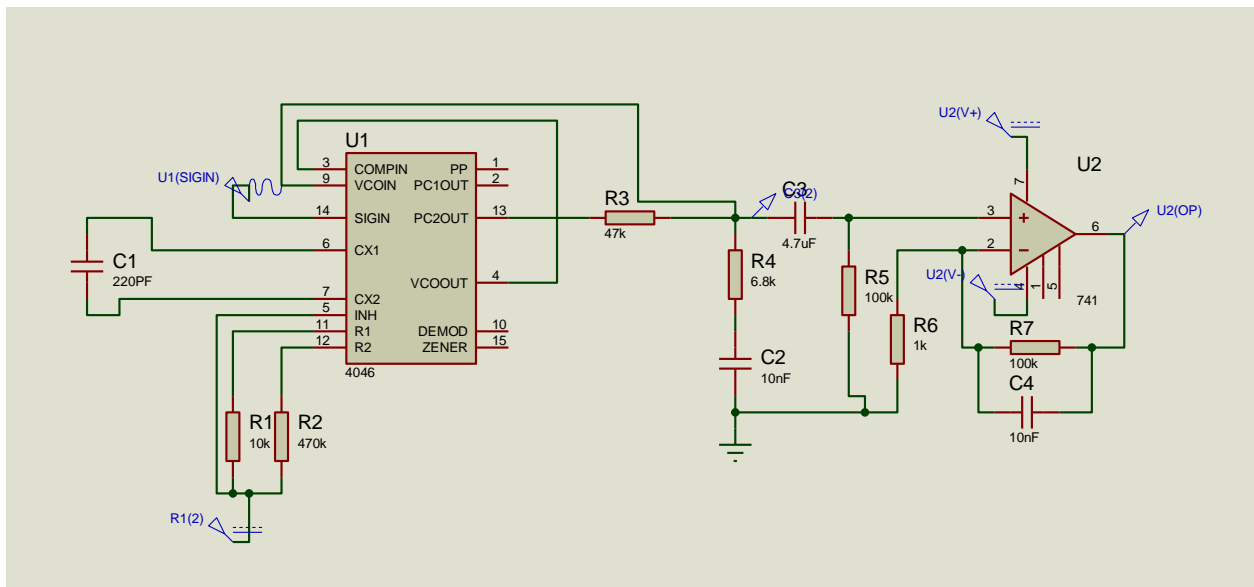 U1
3
COMPIN
PP
1
9
VCOIN
PC1OUT
2
U1(SIGIN)
14
SIGIN
PC2OUT
13
6
CX1
VCOOUT
4
7
CX2
5
INH
11
R1
DEMOD
10
12
R2
ZENER
15
4046
C1
220PF
R1
10k
R2
470k
R1(2)
R3
47k
C3
C3(2)
4.7uF
R4
6.8k
C2
10nF
R5
100k
R6
1k
U2(V+)
U2
7
3
2
6
U2(OP)
U2(V-)
4
1
5
741
R7
100k
C4
10nF